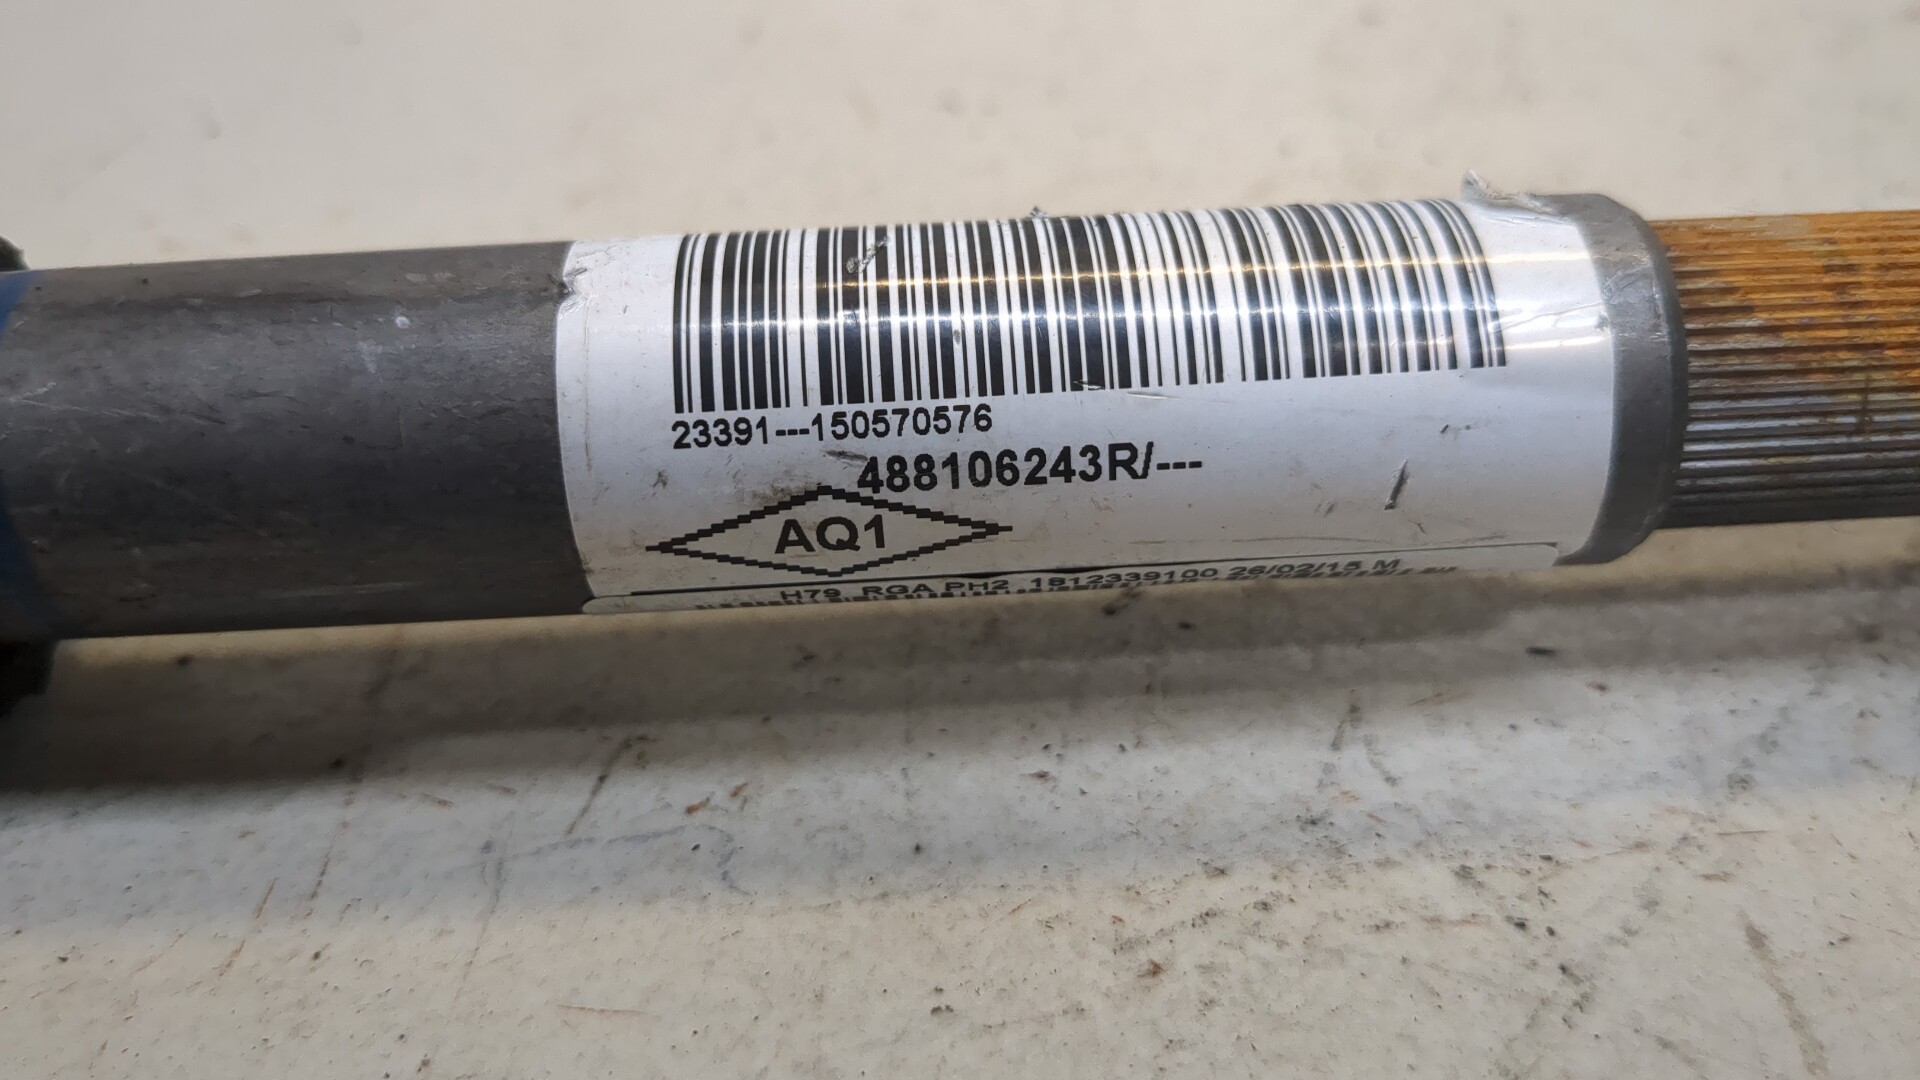 23391---150570576
488106243R/---
AQ1
H79 RGA PH2 1812339100 26/02/15 M